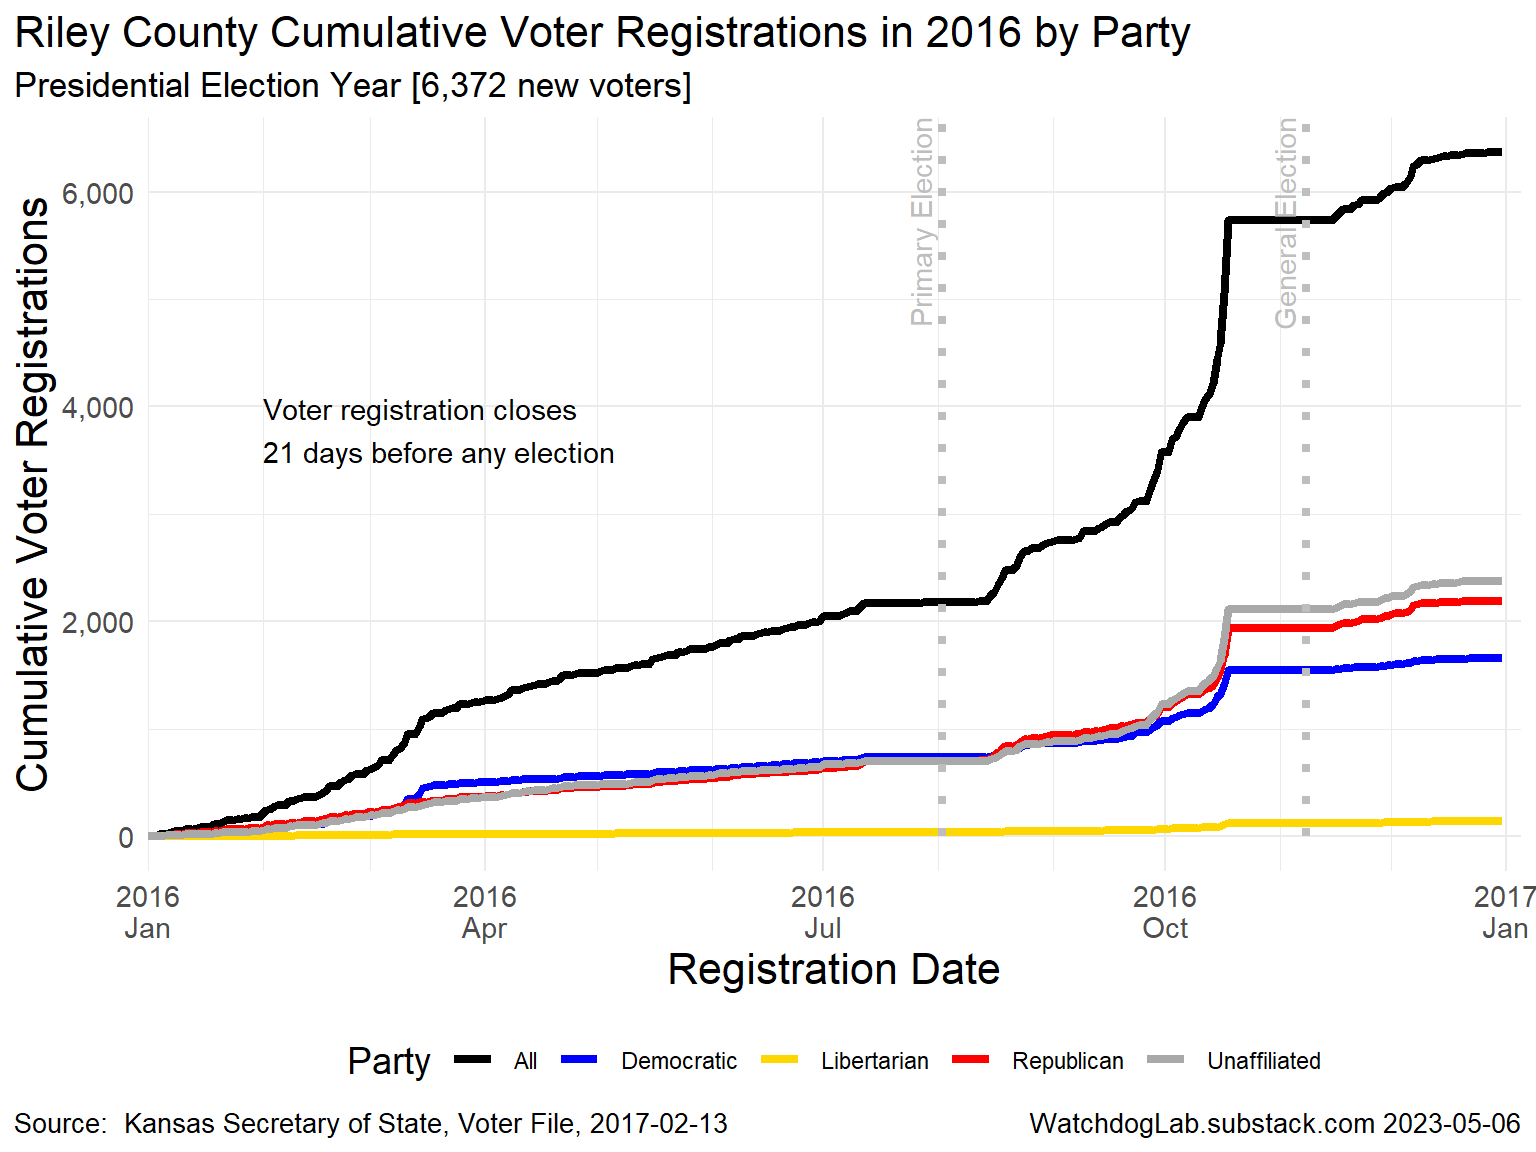 Riley County Cumulative Voter Registrations in 2016 by Party
Presidential Election Year [6,372 new voters]
Cumulative Voter Registrations
6,000
4,000
2,000
0
Primary Election
General Election
Voter registration closes
21 days before any election
2016 2016 2016 2016 2017
Jan Apr Jul Oct Jan
Registration Date
Party All Democratic Libertarian Republican Unaffiliated
Source:  Kansas Secretary of State, Voter File, 2017-02-13
WatchdogLab.substack.com 2023-05-06